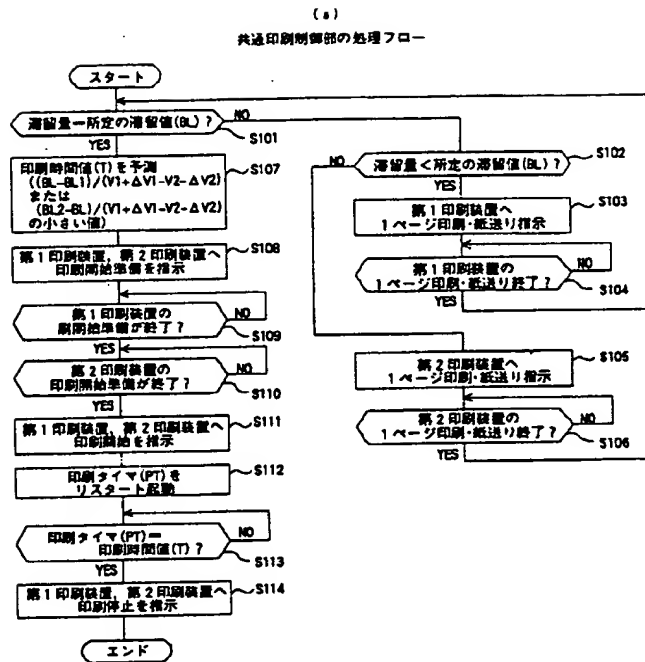 (a)
共通印刷制御部の処理フロー
スタート
滞留量=所定の滞留値(BL)?
NO
S101
YES
印刷時間値(T)を予測
((BL-BL1)/(V1+ΔV1-V2-ΔV2)
または
(BL2-BL)/(V1+ΔV1-V2-ΔV2)
の小さい値)
S107
第1印刷装置,第2印刷装置へ
印刷開始準備を指示
S108
第1印刷装置の
刷開始準備が終了?
NO
S109
YES
第2印刷装置の
印刷開始準備が終了?
NO
S110
YES
第1印刷装置,第2印刷装置へ
印刷開始を指示
S111
印刷タイマ(PT)を
リスタート起動
S112
印刷タイマ(PT)=
印刷時間値(T)?
NO
S113
YES
第1印刷装置,第2印刷装置へ
印刷停止を指示
S114
エンド
NO
滞留量<所定の滞留値(BL)?
S102
YES
第1印刷装置へ
1ページ印刷・紙送り指示
S103
第1印刷装置の
1ページ印刷・紙送り終了?
NO
S104
YES
第2印刷装置へ
1ページ印刷・紙送り指示
S105
第2印刷装置の
1ページ印刷・紙送り終了?
NO
S106
YES